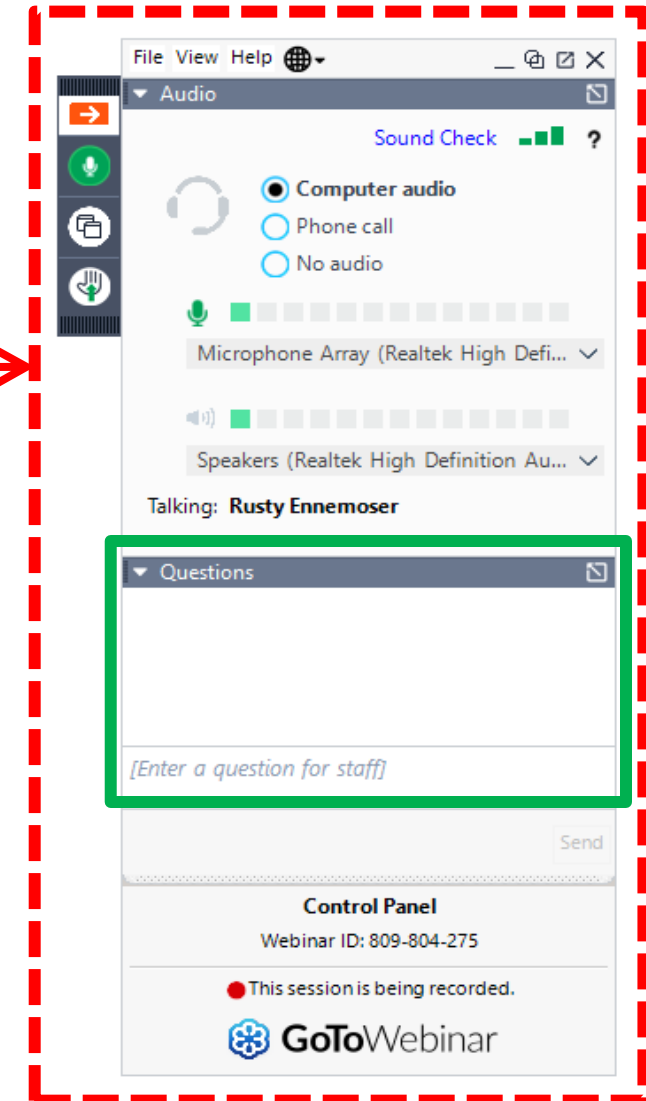 File View Help
Audio
Sound Check ?
Computer audio
Phone call
No audio
Microphone Array (Realtek High Defi...
Speakers (Realtek High Definition Au...
Talking: Rusty Ennemoser
Questions
[Enter a question for staff]
Send
Control Panel
Webinar ID: 809-804-275
This session is being recorded.
GoToWebinar